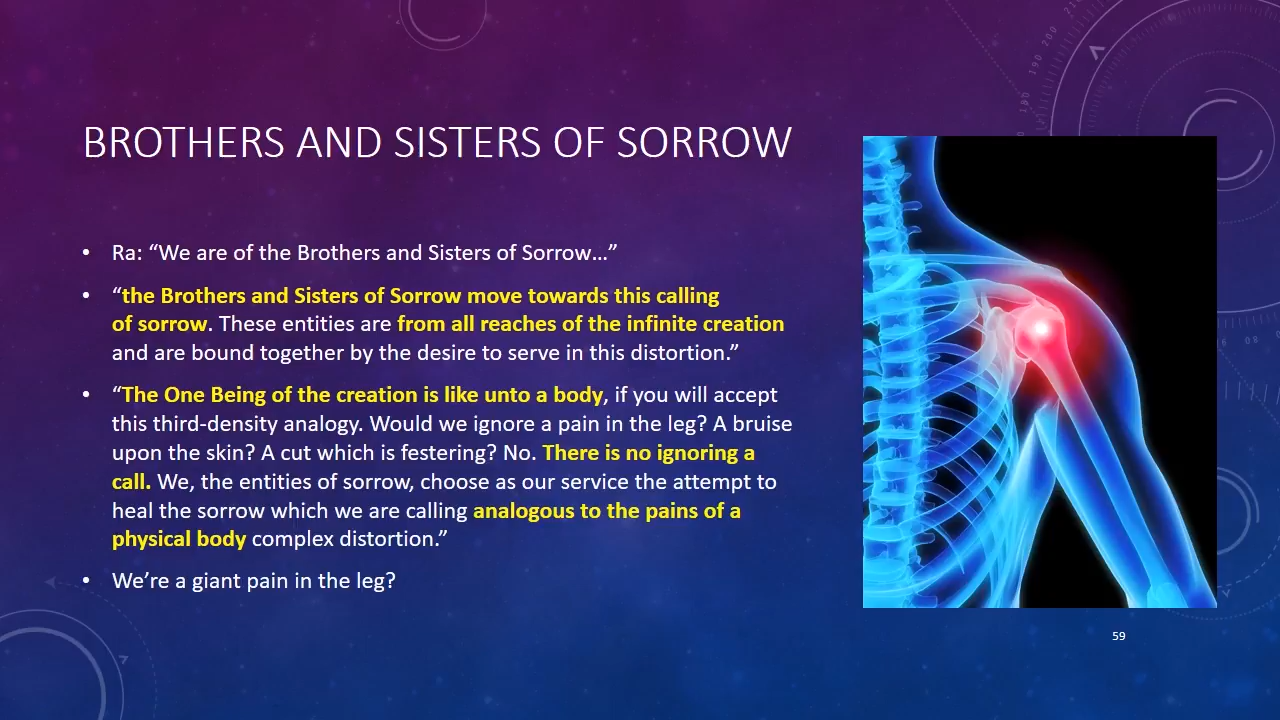 BROTHERS AND SISTERS OF SORROW
• Ra: “We are of the Brothers and Sisters of Sorrow…”
• “the Brothers and Sisters of Sorrow move towards this calling
of sorrow. These entities are from all reaches of the infinite creation
and are bound together by the desire to serve in this distortion.”
• “The One Being of the creation is like unto a body, if you will accept
this third-density analogy. Would we ignore a pain in the leg? A bruise
upon the skin? A cut which is festering? No. There is no ignoring a
call. We, the entities of sorrow, choose as our service the attempt to
heal the sorrow which we are calling analogous to the pains of a
physical body complex distortion.”
• We’re a giant pain in the leg?
59